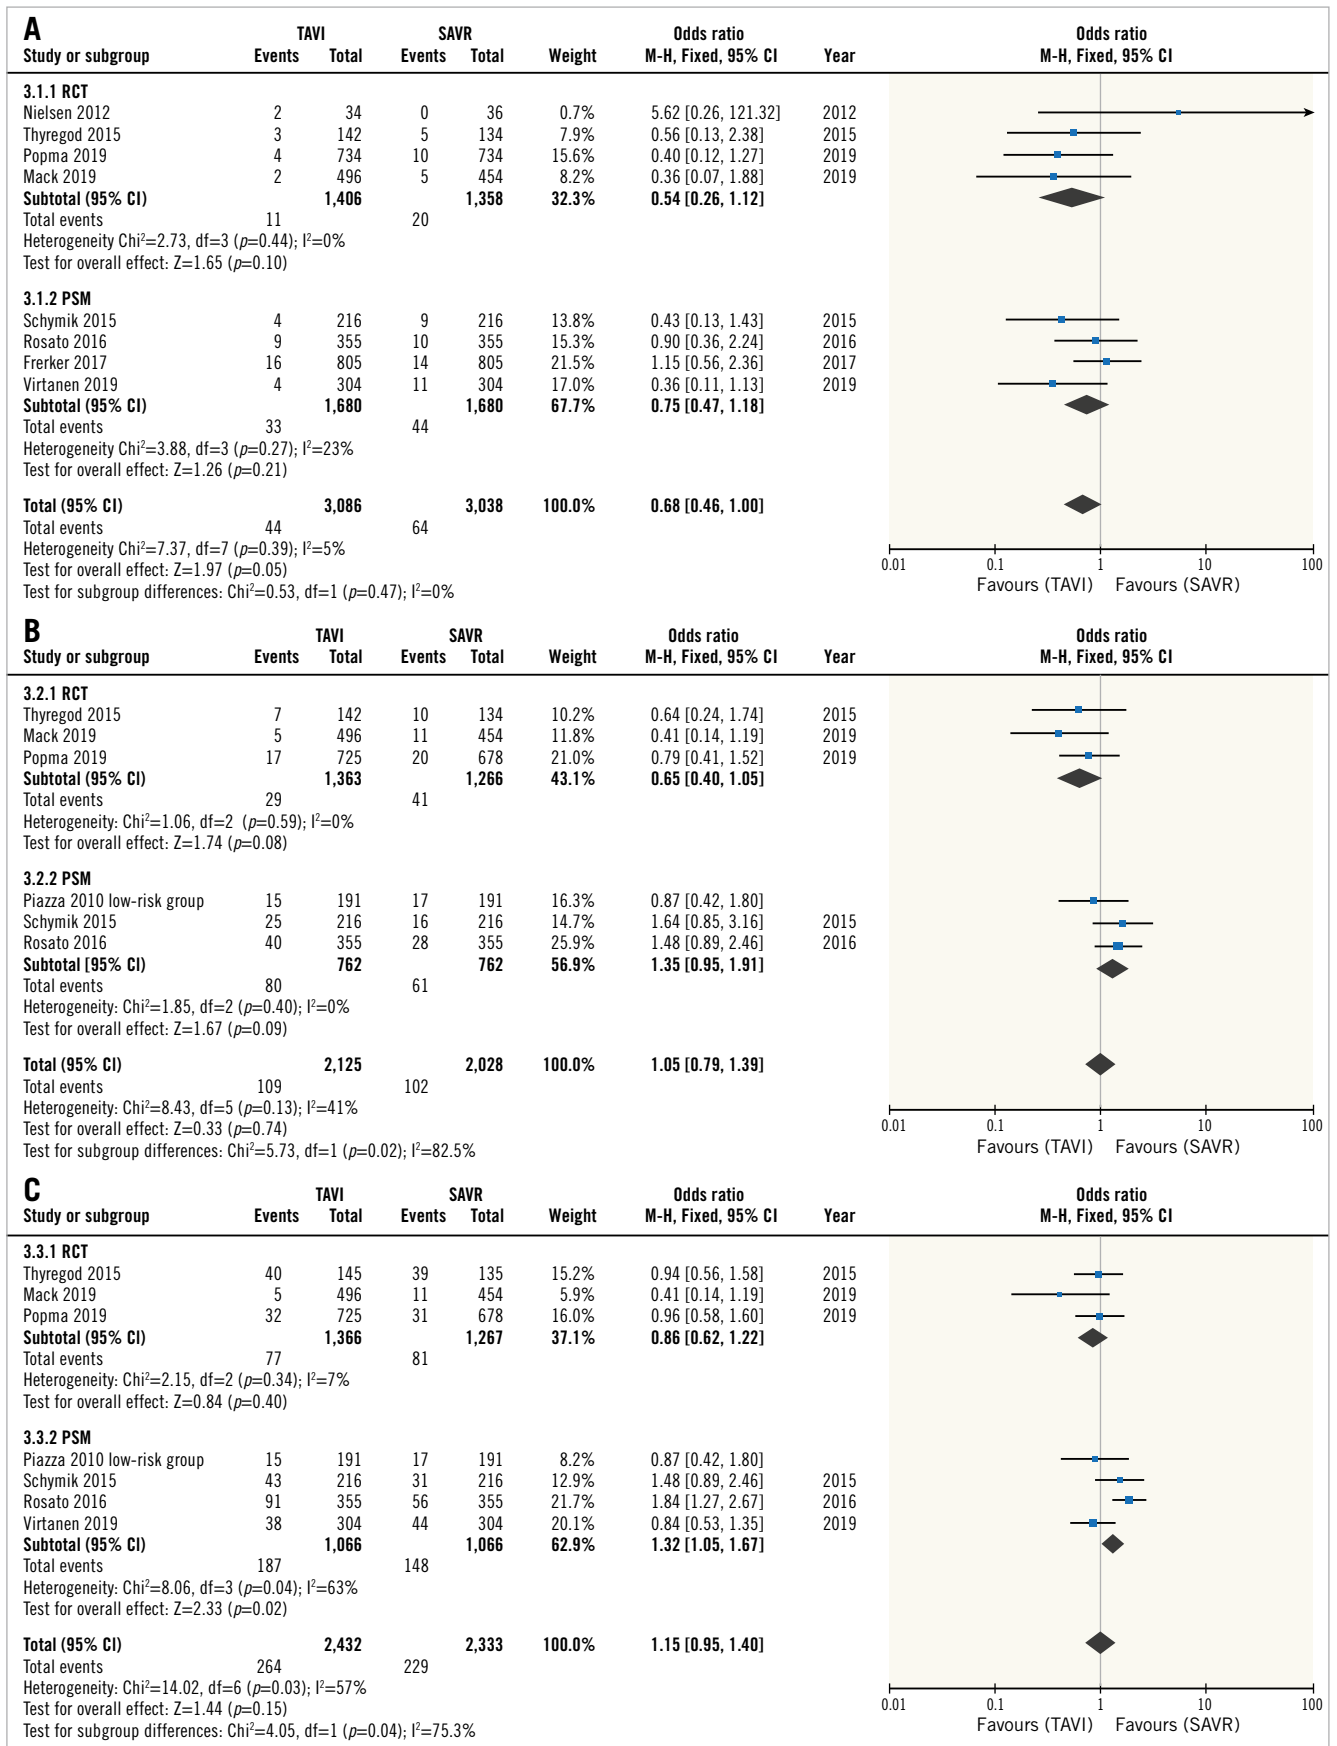 A
TAVI SAVR Odds ratio Odds ratio
Study or subgroup Events Total Events Total Weight M-H, Fixed, 95% CI Year M-H, Fixed, 95% CI
3.1.1 RCT
Nielsen 2012 2 34 0 36 0.7% 5.62 [0.26, 121.32] 2012
Thyregod 2015 3 142 5 134 7.9% 0.56 [0.13, 2.38] 2015
Popma 2019 4 734 10 734 15.6% 0.40 [0.12, 1.27] 2019
Mack 2019 2 496 5 454 8.2% 0.36 [0.07, 1.88] 2019
Subtotal (95% CI) 1,406 1,358 32.3% 0.54 [0.26, 1.12]
Total events 11 20
Heterogeneity Chi²=2.73, df=3 (p=0.44); I²=0%
Test for overall effect: Z=1.65 (p=0.10)
3.1.2 PSM
Schymik 2015 4 216 9 216 13.8% 0.43 [0.13, 1.43] 2015
Rosato 2016 9 355 10 355 15.3% 0.90 [0.36, 2.24] 2016
Frerker 2017 16 805 14 805 21.5% 1.15 [0.56, 2.36] 2017
Virtanen 2019 4 304 11 304 17.0% 0.36 [0.11, 1.13] 2019
Subtotal (95% CI) 1,680 1,680 67.7% 0.75 [0.47, 1.18]
Total events 33 44
Heterogeneity Chi²=3.88, df=3 (p=0.27); I²=23%
Test for overall effect: Z=1.26 (p=0.21)
Total (95% CI) 3,086 3,038 100.0% 0.68 [0.46, 1.00]
Total events 44 64
Heterogeneity Chi²=7.37, df=7 (p=0.39); I²=5%
Test for overall effect: Z=1.97 (p=0.05)
Test for subgroup differences: Chi²=0.53, df=1 (p=0.47); I²=0%
0.01 0.1 1 10 100
Favours (TAVI) Favours (SAVR)
B
TAVI SAVR Odds ratio Odds ratio
Study or subgroup Events Total Events Total Weight M-H, Fixed, 95% CI Year M-H, Fixed, 95% CI
3.2.1 RCT
Thyregod 2015 7 142 10 134 10.2% 0.64 [0.24, 1.74] 2015
Mack 2019 5 496 11 454 11.8% 0.41 [0.14, 1.19] 2019
Popma 2019 17 725 20 678 21.0% 0.79 [0.41, 1.52] 2019
Subtotal (95% CI) 1,363 1,266 43.1% 0.65 [0.40, 1.05]
Total events 29 41
Heterogeneity: Chi²=1.06, df=2 (p=0.59); I²=0%
Test for overall effect: Z=1.74 (p=0.08)
3.2.2 PSM
Piazza 2010 low-risk group 15 191 17 191 16.3% 0.87 [0.42, 1.80]
Schymik 2015 25 216 16 216 14.7% 1.64 [0.85, 3.16] 2015
Rosato 2016 40 355 28 355 25.9% 1.48 [0.89, 2.46] 2016
Subtotal [95% CI) 762 762 56.9% 1.35 [0.95, 1.91]
Total events 80 61
Heterogeneity: Chi²=1.85, df=2 (p=0.40); I²=0%
Test for overall effect: Z=1.67 (p=0.09)
Total (95% CI) 2,125 2,028 100.0% 1.05 [0.79, 1.39]
Total events 109 102
Heterogeneity: Chi²=8.43, df=5 (p=0.13); I²=41%
Test for overall effect: Z=0.33 (p=0.74)
Test for subgroup differences: Chi²=5.73, df=1 (p=0.02); I²=82.5%
0.01 0.1 1 10 100
Favours (TAVI) Favours (SAVR)
C
TAVI SAVR Odds ratio Odds ratio
Study or subgroup Events Total Events Total Weight M-H, Fixed, 95% CI Year M-H, Fixed, 95% CI
3.3.1 RCT
Thyregod 2015 40 145 39 135 15.2% 0.94 [0.56, 1.58] 2015
Mack 2019 5 496 11 454 5.9% 0.41 [0.14, 1.19] 2019
Popma 2019 32 725 31 678 16.0% 0.96 [0.58, 1.60] 2019
Subtotal (95% CI) 1,366 1,267 37.1% 0.86 [0.62, 1.22]
Total events 77 81
Heterogeneity: Chi²=2.15, df=2 (p=0.34); I²=7%
Test for overall effect: Z=0.84 (p=0.40)
3.3.2 PSM
Piazza 2010 low-risk group 15 191 17 191 8.2% 0.87 [0.42, 1.80]
Schymik 2015 43 216 31 216 12.9% 1.48 [0.89, 2.46] 2015
Rosato 2016 91 355 56 355 21.7% 1.84 [1.27, 2.67] 2016
Virtanen 2019 38 304 44 304 20.1% 0.84 [0.53, 1.35] 2019
Subtotal (95% CI) 1,066 1,066 62.9% 1.32 [1.05, 1.67]
Total events 187 148
Heterogeneity: Chi²=8.06, df=3 (p=0.04); I²=63%
Test for overall effect: Z=2.33 (p=0.02)
Total (95% CI) 2,432 2,333 100.0% 1.15 [0.95, 1.40]
Total events 264 229
Heterogeneity: Chi²=14.02, df=6 (p=0.03); I²=57%
Test for overall effect: Z=1.44 (p=0.15)
Test for subgroup differences: Chi²=4.05, df=1 (p=0.04); I²=75.3%
0.01 0.1 1 10 100
Favours (TAVI) Favours (SAVR)